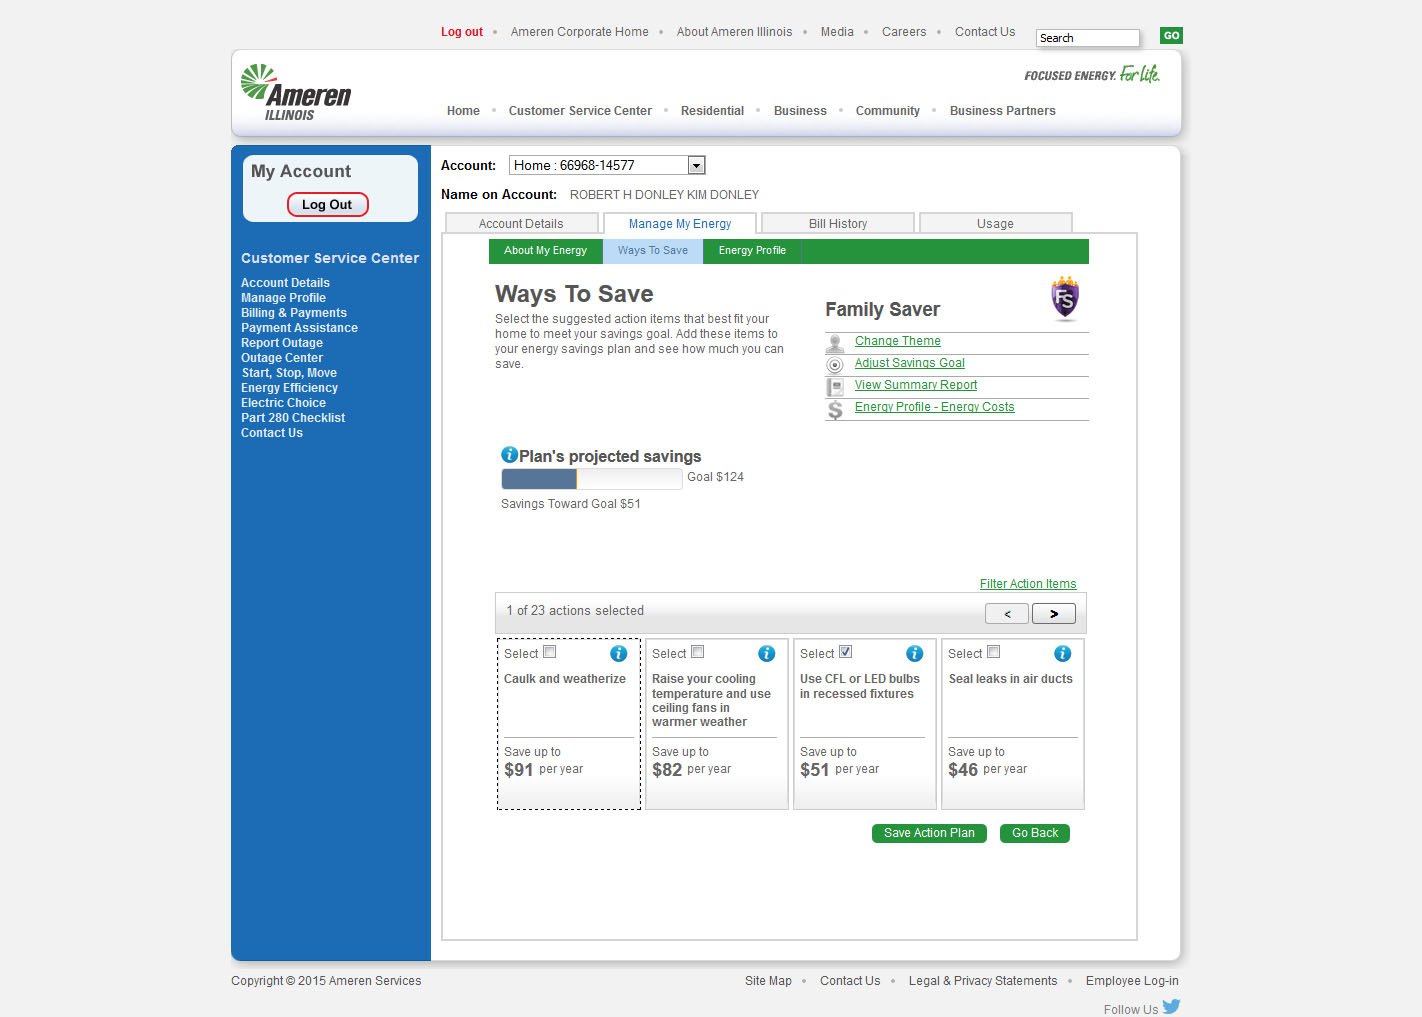 Log out • Ameren Corporate Home • About Ameren Illinois • Media • Careers • Contact Us Search GO
FOCUSED ENERGY. For life.
Ameren
ILLINOIS
Home • Customer Service Center • Residential • Business • Community • Business Partners
My Account
Log Out
Customer Service Center
Account Details
Manage Profile
Billing & Payments
Payment Assistance
Report Outage
Outage Center
Start, Stop, Move
Energy Efficiency
Electric Choice
Part 280 Checklist
Contact Us
Account: Home : 66968-14577
Name on Account: ROBERT H DONLEY KIM DONLEY
Account Details Manage My Energy Bill History Usage
About My Energy Ways To Save Energy Profile
Ways To Save
Select the suggested action items that best fit your
home to meet your savings goal. Add these items to
your energy savings plan and see how much you can
save.
Family Saver
FS
Change Theme
Adjust Savings Goal
View Summary Report
Energy Profile - Energy Costs
Plan's projected savings
Goal $124
Savings Toward Goal $51
Filter Action Items
1 of 23 actions selected < >
Select
Caulk and weatherize
Save up to
$91 per year
Select
Raise your cooling
temperature and use
ceiling fans in
warmer weather
Save up to
$82 per year
Select
Use CFL or LED bulbs
in recessed fixtures
Save up to
$51 per year
Select
Seal leaks in air ducts
Save up to
$46 per year
Save Action Plan Go Back
Copyright © 2015 Ameren Services
Site Map • Contact Us • Legal & Privacy Statements • Employee Log-in
Follow Us